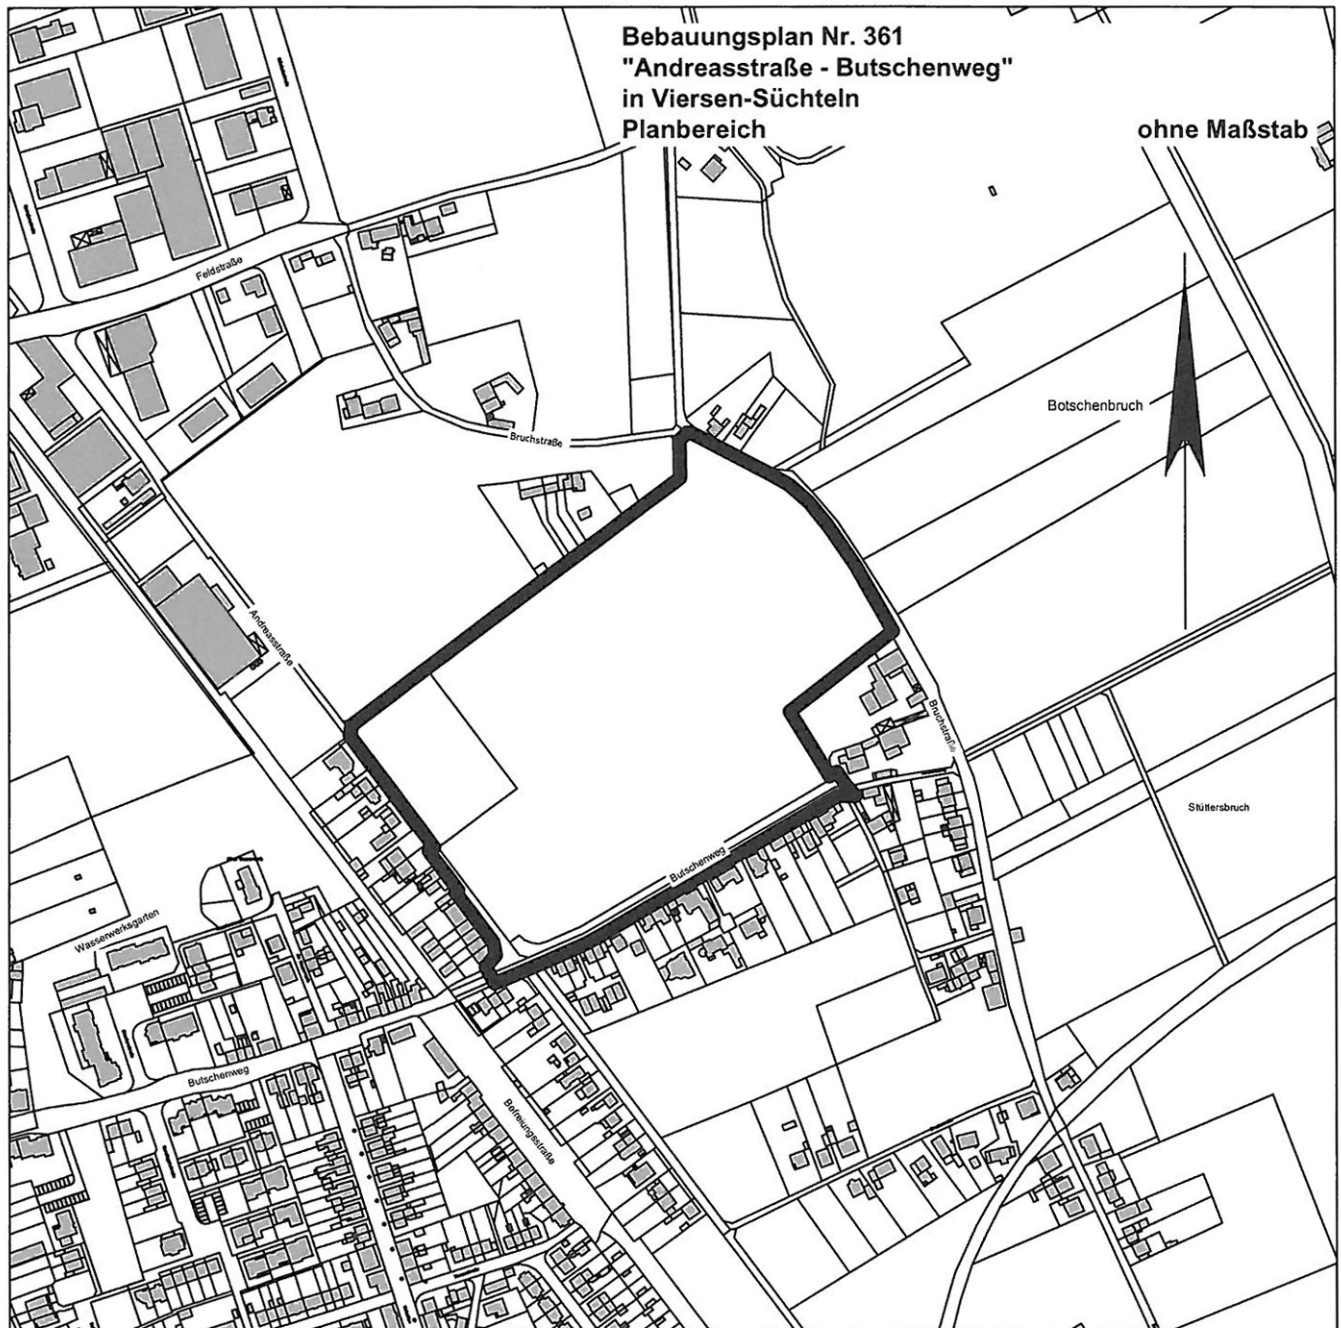 Bebauungsplan Nr. 361
"Andreasstraße - Butschenweg"
in Viersen-Süchteln
Planbereich
ohne Maßstab
Feldstraße
Botschenbruch
Bruchstraße
Andreasstraße
Bruchstraße
Stüttersbruch
Butschenweg
Wasserwerksgarten
Butschenweg
Befreiungsstraße